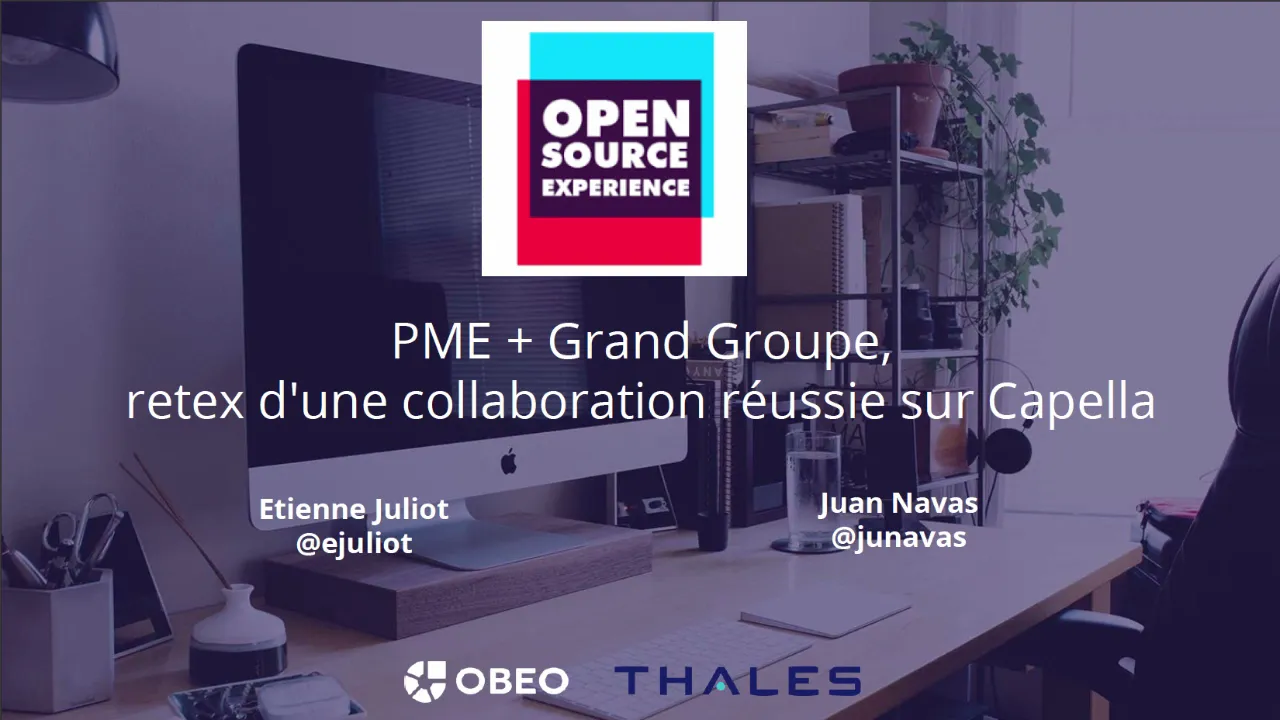 OPEN
SOURCE
EXPERIENCE
PME + Grand Groupe,
retex d'une collaboration réussie sur Capella
Etienne Juliot
@ejuliot
Juan Navas
@junavas
OBEO
THALES